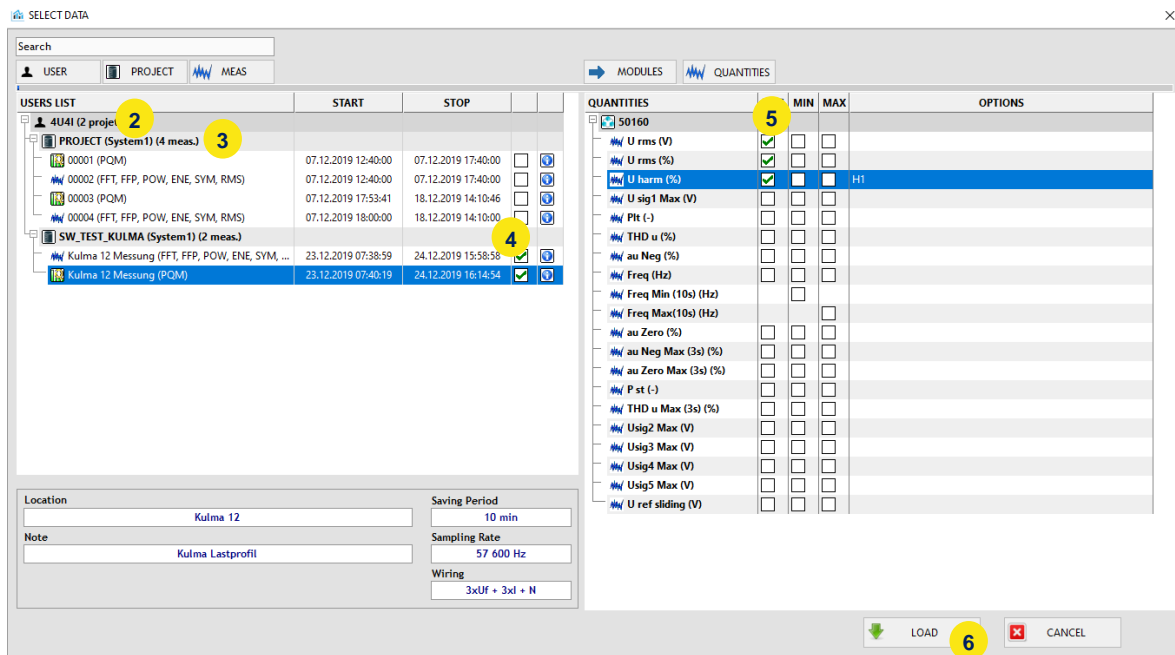 SELECT DATA
Search
USER PROJECT MEAS
USERS LIST START STOP
4U4I (2 proje 2
PROJECT (System1) (4 meas.) 3
00001 (PQM) 07.12.2019 12:40:00 07.12.2019 17:40:00
00002 (FFT, FFP, POW, ENE, SYM, RMS) 07.12.2019 12:40:00 07.12.2019 17:40:00
00003 (PQM) 07.12.2019 17:53:41 18.12.2019 14:10:46
00004 (FFT, FFP, POW, ENE, SYM, RMS) 07.12.2019 18:00:00 18.12.2019 14:10:00
SW_TEST_KULMA (System1) (2 meas.) 4
Kulma 12 Messung (FFT, FFP, POW, ENE, SYM, ... 23.12.2019 07:38:59 24.12.2019 15:58:58
Kulma 12 Messung (PQM) 23.12.2019 07:40:19 24.12.2019 16:14:54
Location
Kulma 12
Note
Kulma Lastprofil
Saving Period
10 min
Sampling Rate
57 600 Hz
Wiring
3xUf + 3xI + N
MODULES QUANTITIES
QUANTITIES MIN MAX OPTIONS
50160 5
U rms (V)
U rms (%)
U harm (%) H1
U sig1 Max (V)
Plt (-)
THD u (%)
au Neg (%)
Freq (Hz)
Freq Min (10s) (Hz)
Freq Max(10s) (Hz)
au Zero (%)
au Neg Max (3s) (%)
au Zero Max (3s) (%)
P st (-)
THD u Max (3s) (%)
Usig2 Max (V)
Usig3 Max (V)
Usig4 Max (V)
Usig5 Max (V)
U ref sliding (V)
LOAD 6 CANCEL